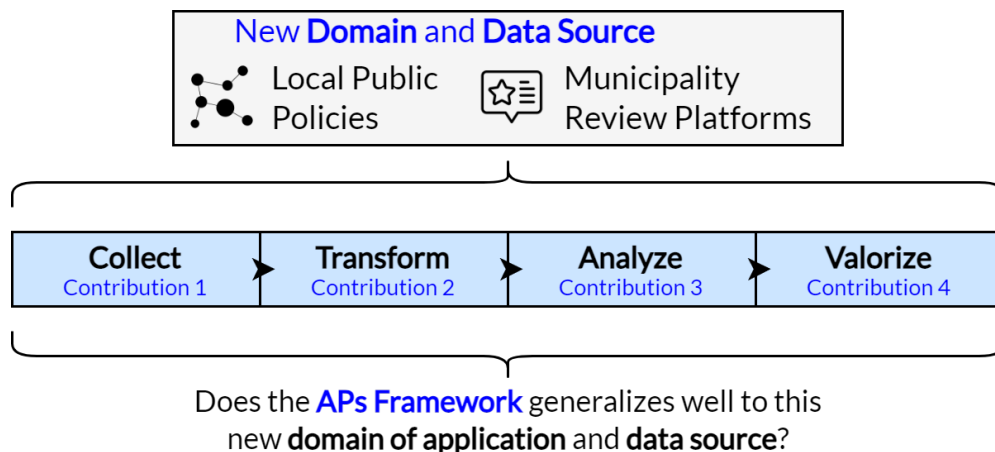 New Domain and Data Source
Local Public
Policies
Municipality
Review Platforms
Collect
Contribution 1
Transform
Contribution 2
Analyze
Contribution 3
Valorize
Contribution 4
Does the APs Framework generalizes well to this
new domain of application and data source?